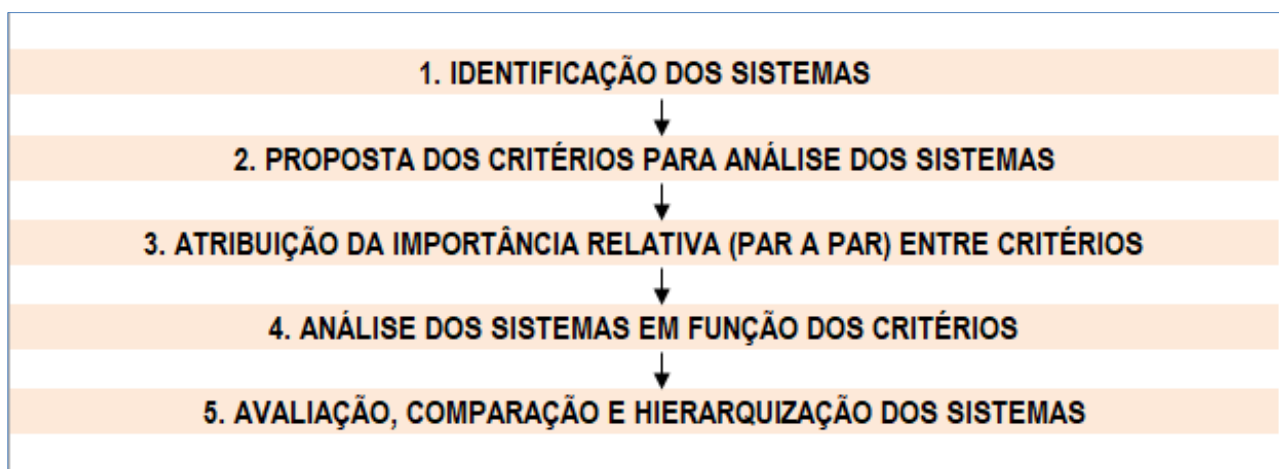 1. IDENTIFICAÇÃO DOS SISTEMAS
2. PROPOSTA DOS CRITÉRIOS PARA ANÁLISE DOS SISTEMAS
3. ATRIBUIÇÃO DA IMPORTÂNCIA RELATIVA (PAR A PAR) ENTRE CRITÉRIOS
4. ANÁLISE DOS SISTEMAS EM FUNÇÃO DOS CRITÉRIOS
5. AVALIAÇÃO, COMPARAÇÃO E HIERARQUIZAÇÃO DOS SISTEMAS